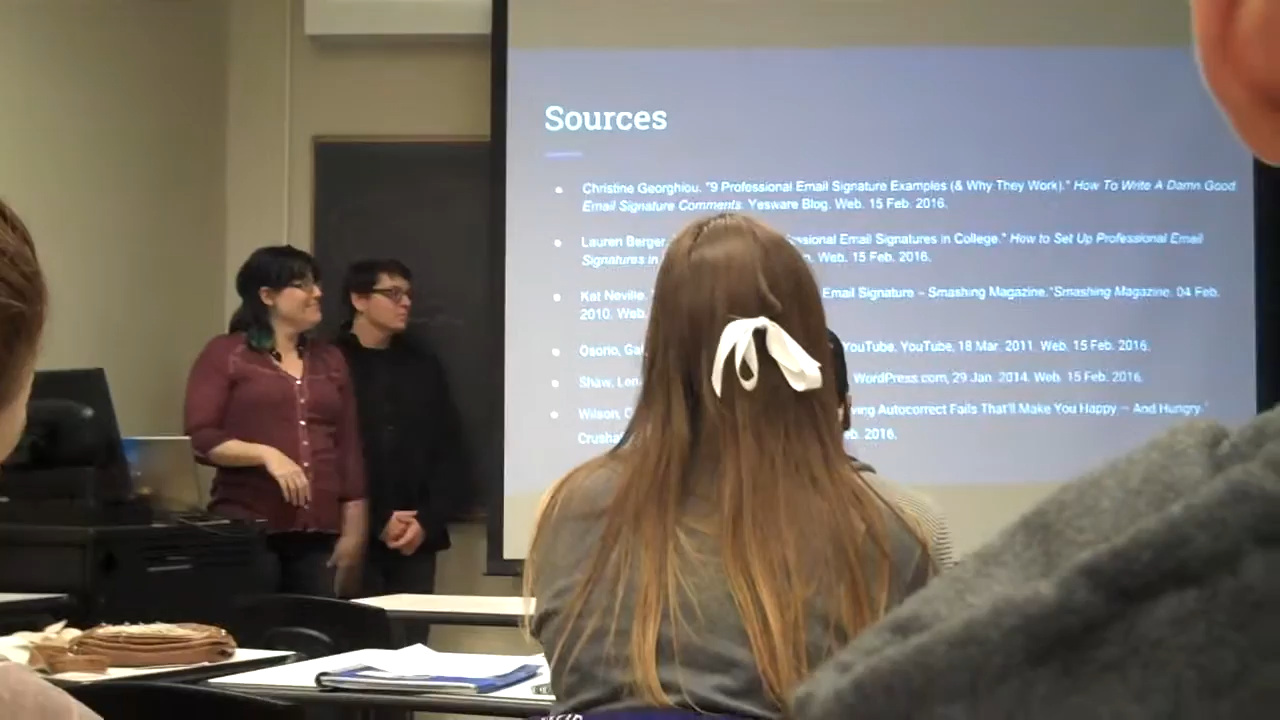 Sources
Christine Georghiou. "9 Professional Email Signature Examples (& Why They Work)." How To Write A Damn Good
Email Signature Comments. Yesware Blog. Web. 15 Feb. 2016.
Lauren Berger. Email Signatures in College." How to Set Up Professional Email
Signatures in Web. 15 Feb. 2016.
Kat Neville. Email Signature – Smashing Magazine."Smashing Magazine. 04 Feb.
2010. Web.
Osorio, YouTube. YouTube, 18 Mar. 2011. Web. 15 Feb. 2016.
Shaw, WordPress.com, 29 Jan. 2014. Web. 15 Feb. 2016.
Wilson, Autocorrect Fails That'll Make You Happy – And Hungry."
2016.